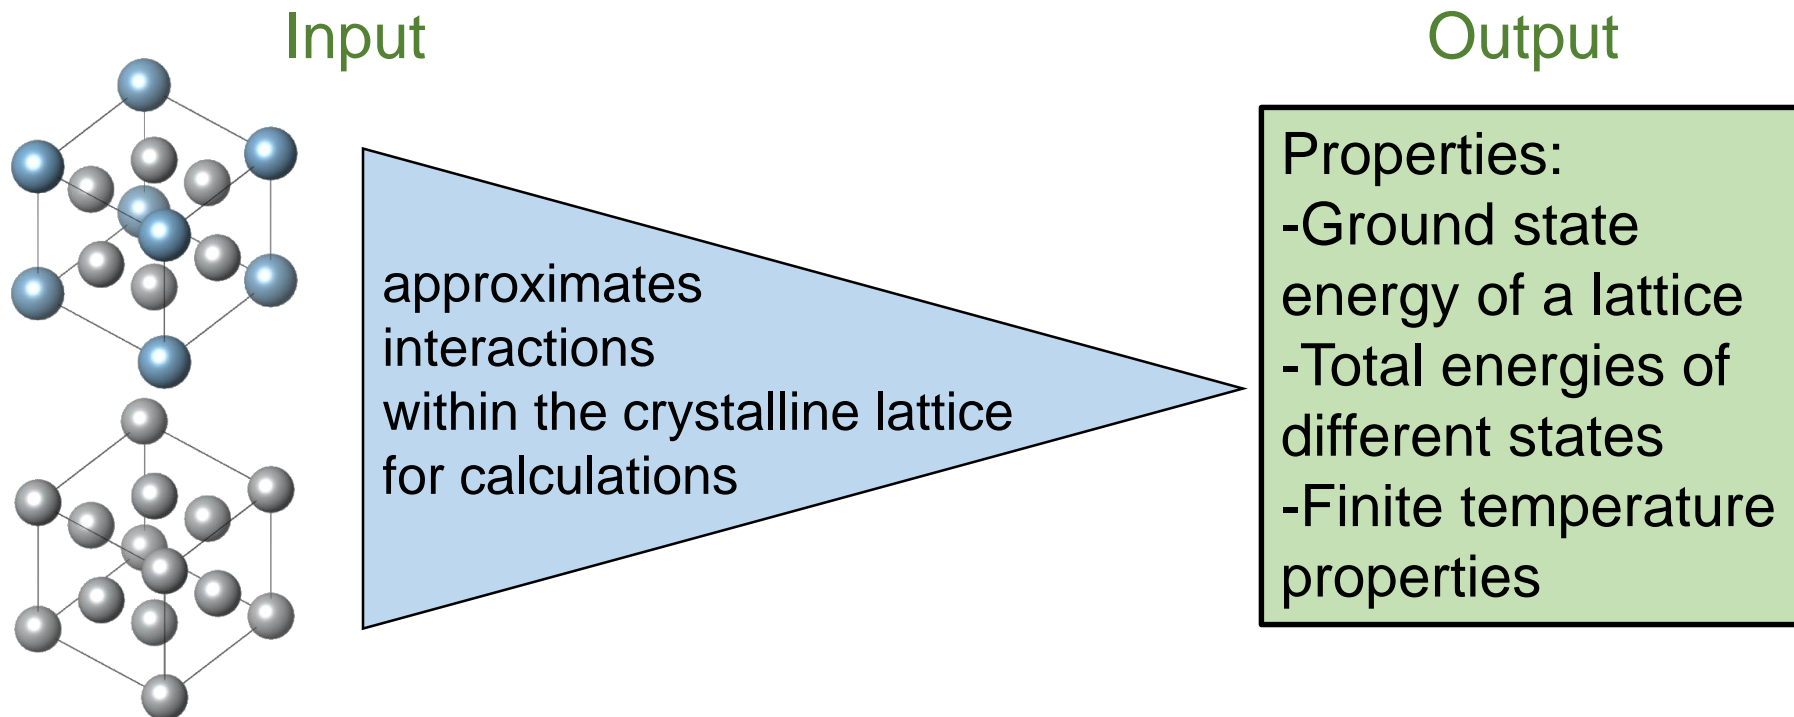 Input
Output
approximates
interactions
within the crystalline lattice
for calculations
Properties:
-Ground state
energy of a lattice
-Total energies of
different states
-Finite temperature
properties